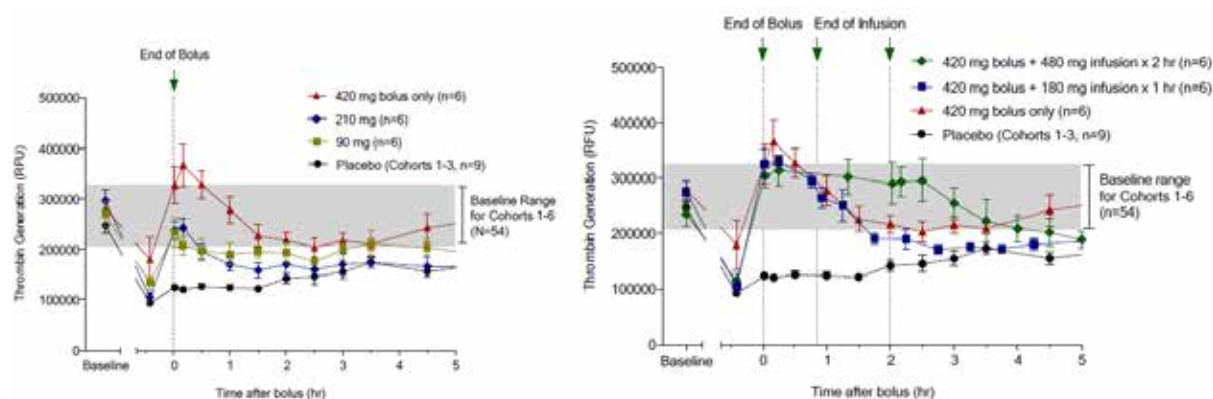 End of Bolus
420 mg bolus only (n=6)
210 mg (n=6)
90 mg (n=6)
Placebo (Cohorts 1-3, n=9)
Thrombin Generation (RFU)
500000
400000
300000
200000
100000
0
Baseline Range
for Cohorts 1-6
(N=54)
Baseline
0
1
2
3
4
5
Time after bolus (hr)
End of Bolus
End of Infusion
420 mg bolus + 480 mg infusion x 2 hr (n=6)
420 mg bolus + 180 mg infusion x 1 hr (n=6)
420 mg bolus only (n=6)
Placebo (Cohorts 1-3, n=9)
Thrombin Generation (RFU)
500000
400000
300000
200000
100000
0
Baseline range
for Cohorts 1-6
(n=54)
Baseline
0
1
2
3
4
5
Time after bolus (hr)